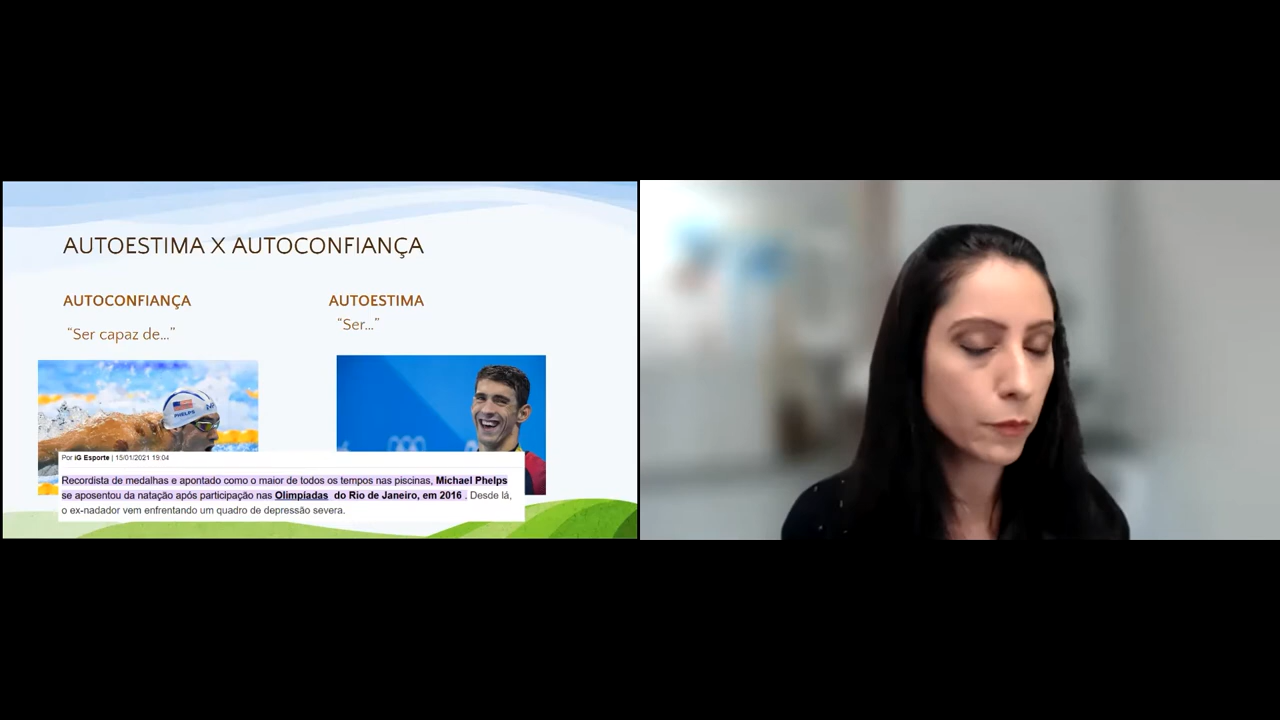 AUTOESTIMA X AUTOCONFIANÇA
AUTOCONFIANÇA
AUTOESTIMA
“Ser capaz de...”
“Ser...”
PHELPS
Por iG Esporte | 15/01/2021 19:04
Recordista de medalhas e apontado como o maior de todos os tempos nas piscinas, Michael Phelps
se aposentou da natação após participação nas Olimpíadas do Rio de Janeiro, em 2016 . Desde lá,
o ex-nadador vem enfrentando um quadro de depressão severa.